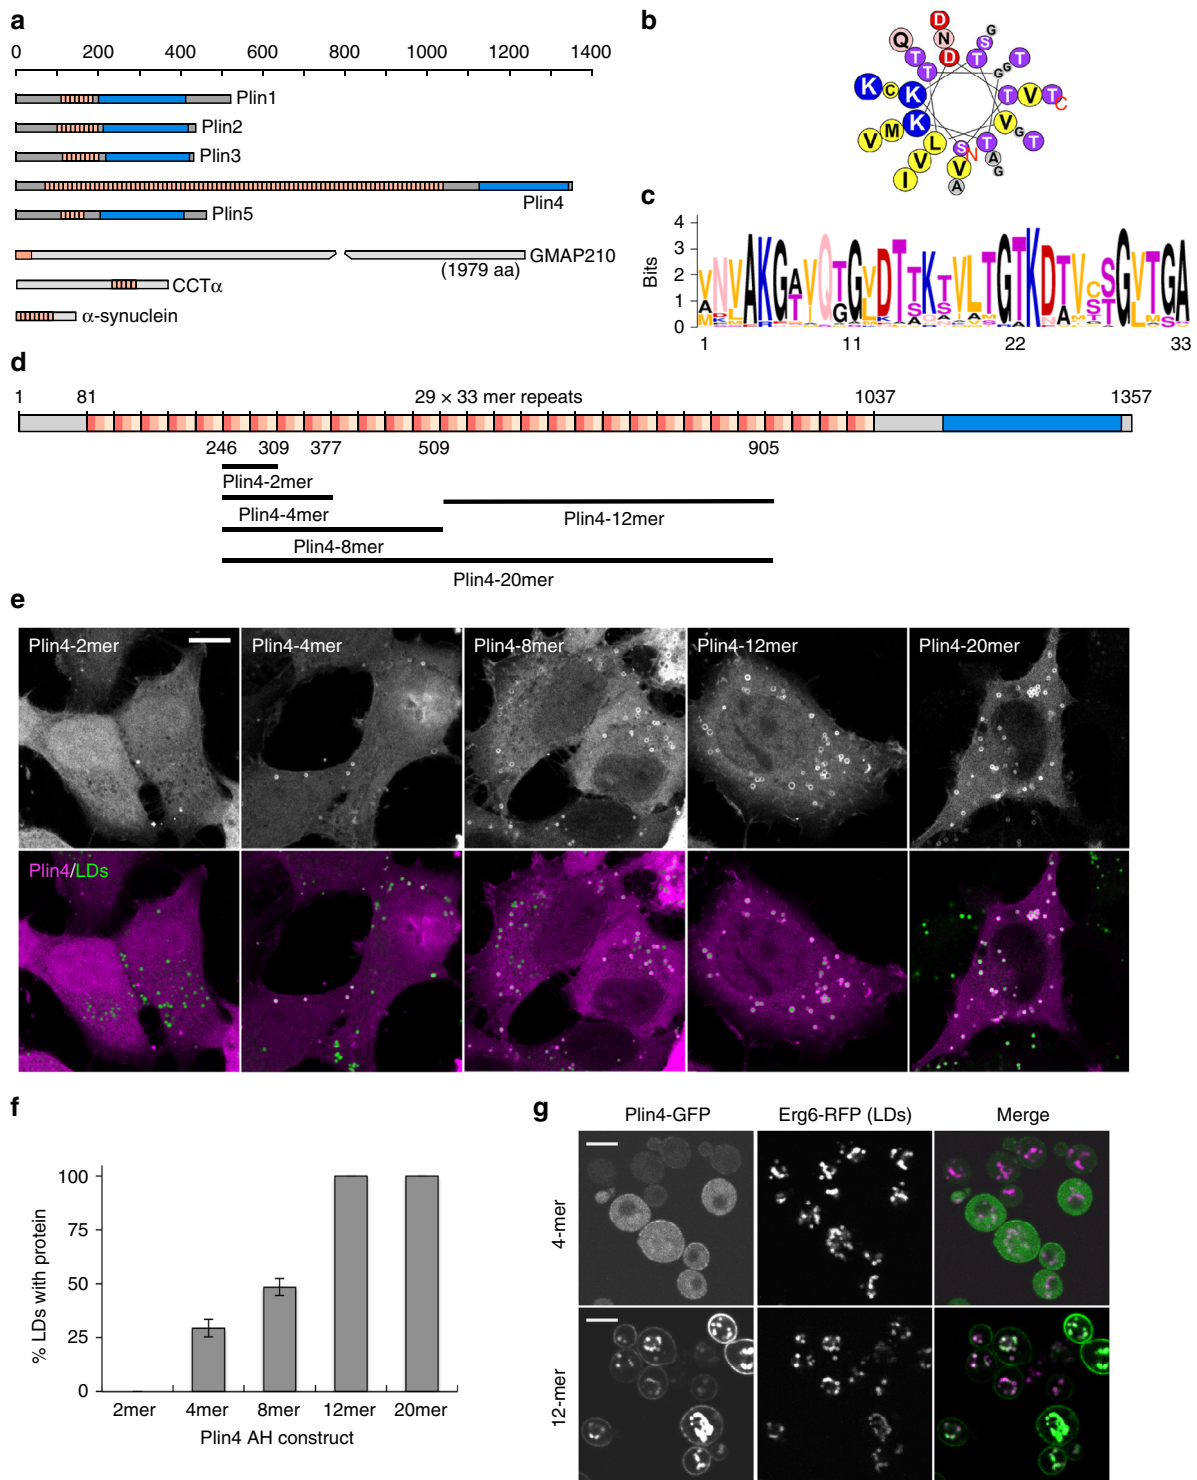 a
0 200 400 600 800 1000 1200 1400
Plin1
Plin2
Plin3
Plin4
Plin5
GMAP210
(1979 aa)
CCTα
α-synuclein
b
D
Q N S G
T D T G T
T G
K C K T V T C
K V G T
V M L S N T A
V V G
I A
c
Bits
4
3
2
1
0
1 11 22 33
d
1 81 29 × 33 mer repeats 1037 1357
246 309 377 509 905
Plin4-2mer
Plin4-4mer
Plin4-12mer
Plin4-8mer
Plin4-20mer
e
Plin4-2mer Plin4-4mer Plin4-8mer Plin4-12mer Plin4-20mer
Plin4/LDs
f
% LDs with protein
100
75
50
25
0
2mer 4mer 8mer 12mer 20mer
Plin4 AH construct
g
Plin4-GFP Erg6-RFP (LDs) Merge
4-mer
12-mer